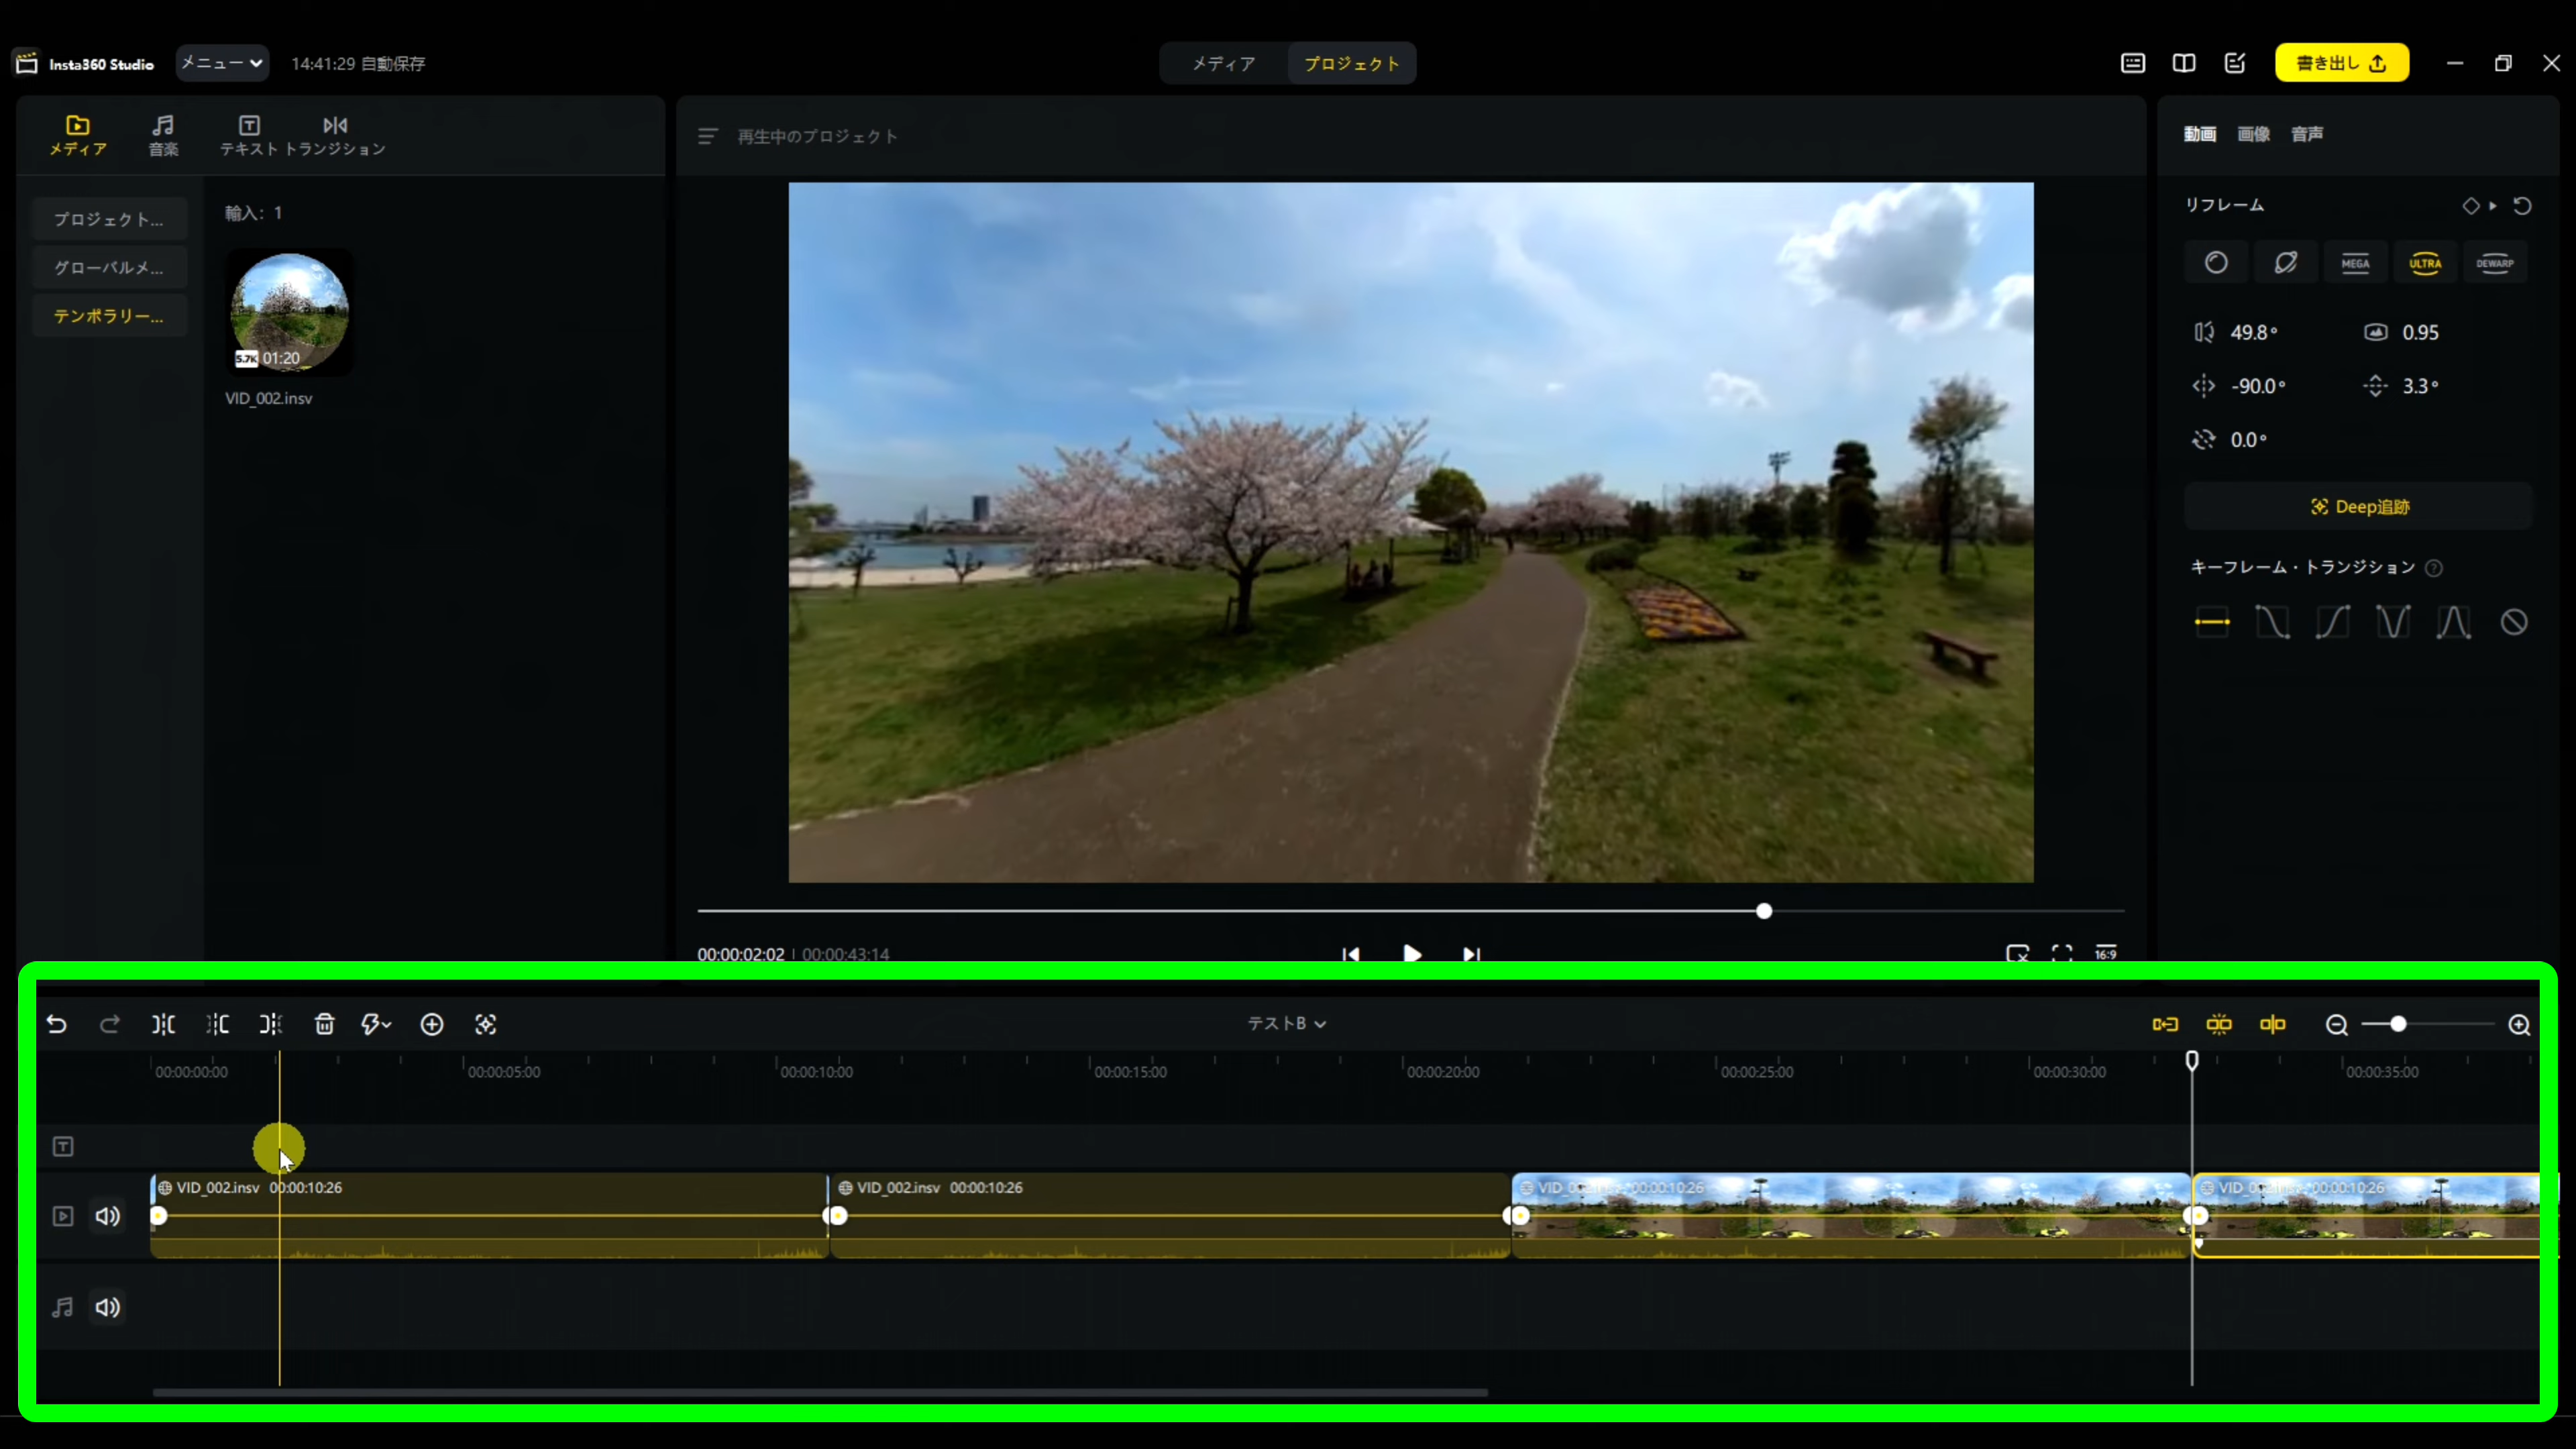 Insta360 Studio メニュー 14:41:29 自動保存 メディア プロジェクト 書き出し
メディア 音楽 テキスト トランジション
再生中のプロジェクト
動画 画像 音声
プロジェクト...
グローバルメ...
テンポラリー...
輸入: 1
5.7K 01:20
VID_002.insv
リフレーム
MEGA ULTRA DEWARP
49.8° 0.95
-90.0° 3.3°
0.0°
Deep追跡
キーフレーム・トランジション ?
00:00:02:02 | 00:00:43:14
16:9
テストB
00:00:00:00 00:00:05:00 00:00:10:00 00:00:15:00 00:00:20:00 00:00:25:00 00:00:30:00 00:00:35:00
T
VID_002.insv 00:00:10:26 VID_002.insv 00:00:10:26 00:00:10:26 00:00:10:26